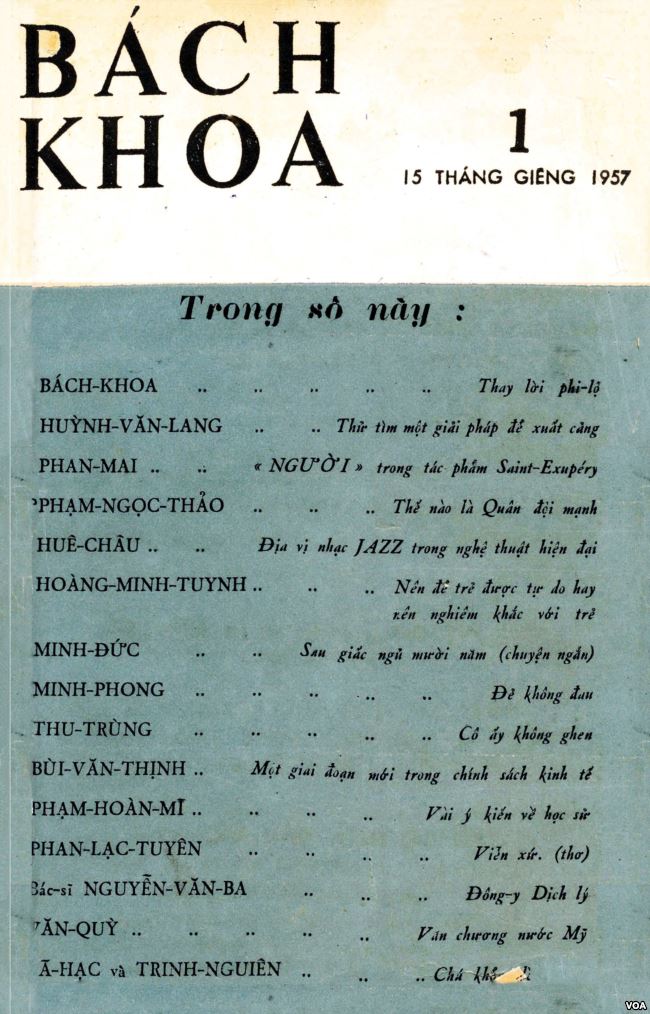 BÁCH
KHOA
1
15 THÁNG GIÊNG 1957
Trong số này :
BÁCH-KHOA .. .. .. .. .. Thay lời phi-lộ
HUỲNH-VĂN-LANG .. .. Thử tìm một giải pháp để xuất cảng
PHAN-MAI .. .. « NGƯỜI » trong tác phẩm Saint-Exupéry
PHẠM-NGỌC-THẢO .. .. .. Thế nào là Quân đội mạnh
HUÊ-CHÂU .. .. Địa vị nhạc JAZZ trong nghệ thuật hiện đại
HOÀNG-MINH-TUYNH .. .. .. Nên để trẻ được tự do hay
nên nghiêm khắc với trẻ
MINH-ĐỨC .. .. Sau giấc ngủ mười năm (chuyện ngắn)
MINH-PHONG .. .. .. .. .. Đẻ không đau
THU-TRÙNG .. .. .. .. .. Cô ấy không ghen
BÙI-VĂN-THỊNH .. Một giai đoạn mới trong chính sách kinh tế
PHẠM-HOÀN-MĨ .. .. .. .. Vài ý kiến về học sử
PHAN-LẠC-TUYÊN .. .. .. .. Viễn xứ. (thơ)
Bác-sĩ NGUYỄN-VĂN-BA .. .. .. Đông-y Dịch lý
VĂN-QUỲ .. .. .. .. .. Văn chương nước Mỹ
Ã-HẠC và TRINH-NGUIÊN .. .. .. Chú
VOA